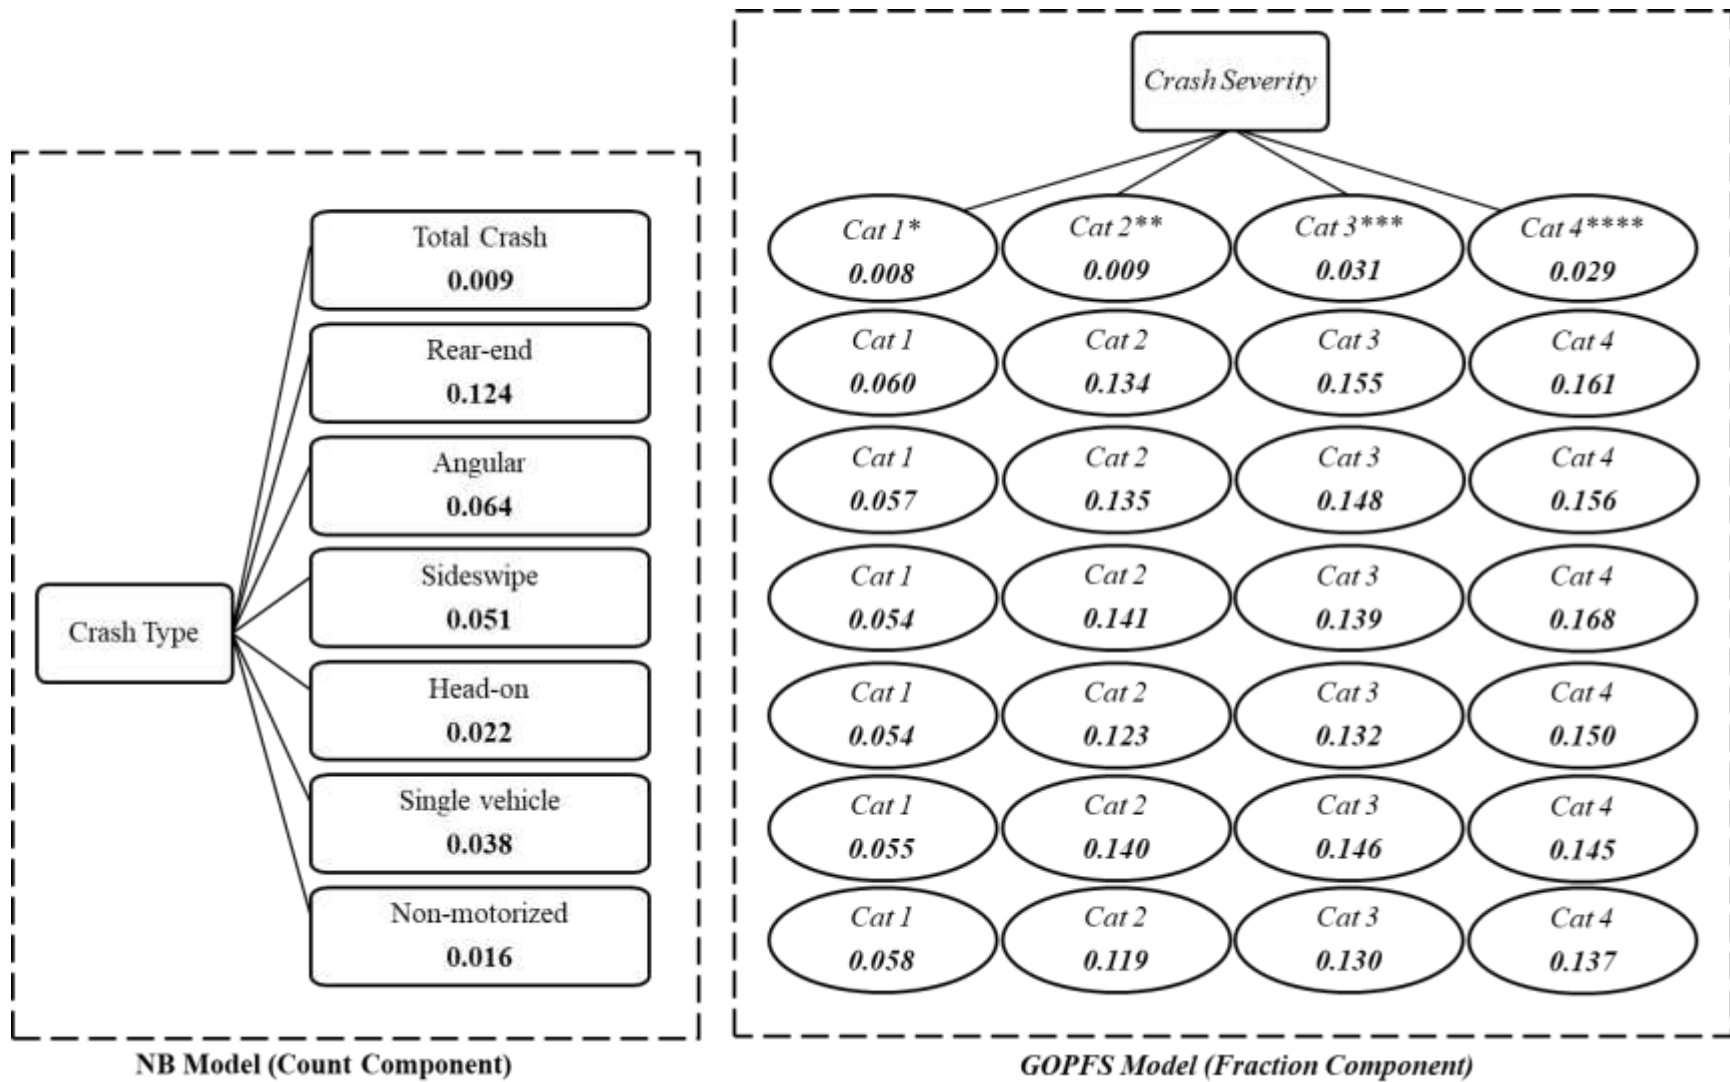 Crash Type
Total Crash
0.009
Rear-end
0.124
Angular
0.064
Sideswipe
0.051
Head-on
0.022
Single vehicle
0.038
Non-motorized
0.016
NB Model (Count Component)
Crash Severity
Cat 1* Cat 2** Cat 3*** Cat 4****
0.008 0.009 0.031 0.029
Cat 1 Cat 2 Cat 3 Cat 4
0.060 0.134 0.155 0.161
Cat 1 Cat 2 Cat 3 Cat 4
0.057 0.135 0.148 0.156
Cat 1 Cat 2 Cat 3 Cat 4
0.054 0.141 0.139 0.168
Cat 1 Cat 2 Cat 3 Cat 4
0.054 0.123 0.132 0.150
Cat 1 Cat 2 Cat 3 Cat 4
0.055 0.140 0.146 0.145
Cat 1 Cat 2 Cat 3 Cat 4
0.058 0.119 0.130 0.137
GOPFS Model (Fraction Component)